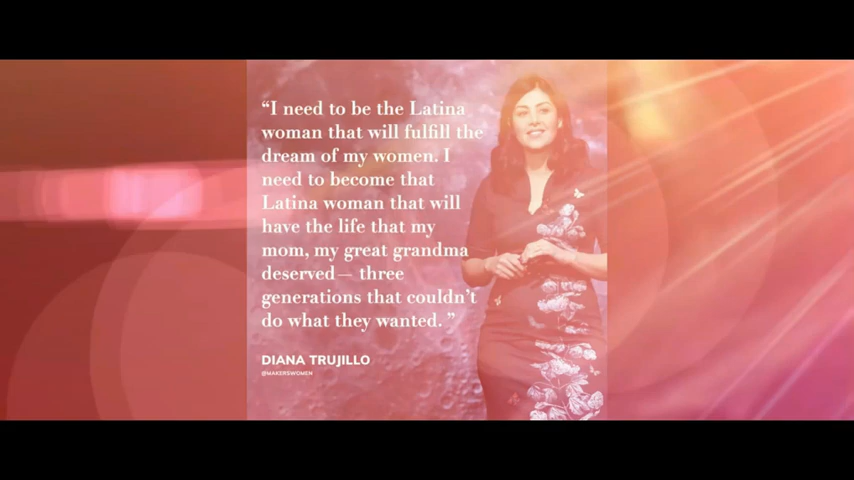 “I need to be the Latina
woman that will fulfill the
dream of my women. I
need to become that
Latina woman that will
have the life that my
mom, my great grandma
deserved— three
generations that couldn’t
do what they wanted. ”
DIANA TRUJILLO
@MAKERSWOMEN